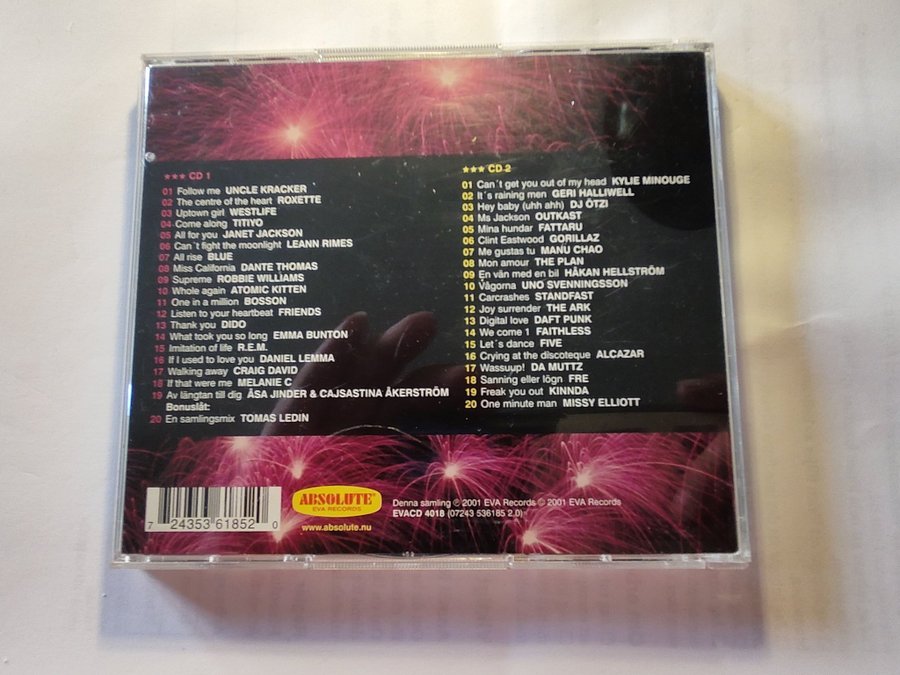 ★★★ CD 1
01 Follow me UNCLE KRACKER
02 The centre of the heart ROXETTE
03 Uptown girl WESTLIFE
04 Come along TITIYO
05 All for you JANET JACKSON
06 Can´t fight the moonlight LEANN RIMES
07 All rise BLUE
08 Miss California DANTE THOMAS
09 Supreme ROBBIE WILLIAMS
10 Whole again ATOMIC KITTEN
11 One in a million BOSSON
12 Listen to your heartbeat FRIENDS
13 Thank you DIDO
14 What took you so long EMMA BUNTON
15 Imitation of life R.E.M.
16 If I used to love you DANIEL LEMMA
17 Walking away CRAIG DAVID
18 If that were me MELANIE C
19 Av längtan till dig ÅSA JINDER & CAJSASTINA ÅKERSTRÖM
Bonuslåt:
20 En samlingsmix TOMAS LEDIN
★★★ CD 2
01 Can´t get you out of my head KYLIE MINOUGE
02 It´s raining men GERI HALLIWELL
03 Hey baby (uhh ahh) DJ ÖTZI
04 Ms Jackson OUTKAST
05 Mina hundar FATTARU
06 Clint Eastwood GORILLAZ
07 Me gustas tu MANU CHAO
08 Mon amour THE PLAN
09 En vän med en bil HÅKAN HELLSTRÖM
10 Vågorna UNO SVENNINGSSON
11 Carcrashes STANDFAST
12 Joy surrender THE ARK
13 Digital love DAFT PUNK
14 We come 1 FAITHLESS
15 Let´s dance FIVE
16 Crying at the discoteque ALCAZAR
17 Wassuup! DA MUTTZ
18 Sanning eller lögn FRE
19 Freak you out KINNDA
20 One minute man MISSY ELLIOTT
7 24353 61852 0
ABSOLUTE®
EVA RECORDS
www.absolute.nu
Denna samling ℗ 2001 EVA Records © 2001 EVA Records
EVACD 4018 (07243 536185 2 0)